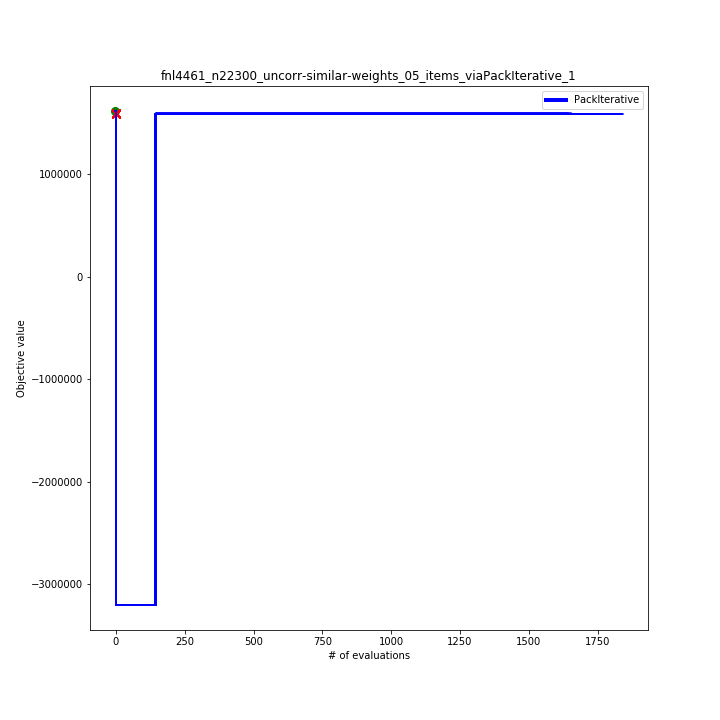 fnl4461_n22300_uncorr-similar-weights_05_items_viaPackIterative_1
PackIterative
1000000
0
−1000000
−2000000
−3000000
Objective value
0 250 500 750 1000 1250 1500 1750
# of evaluations